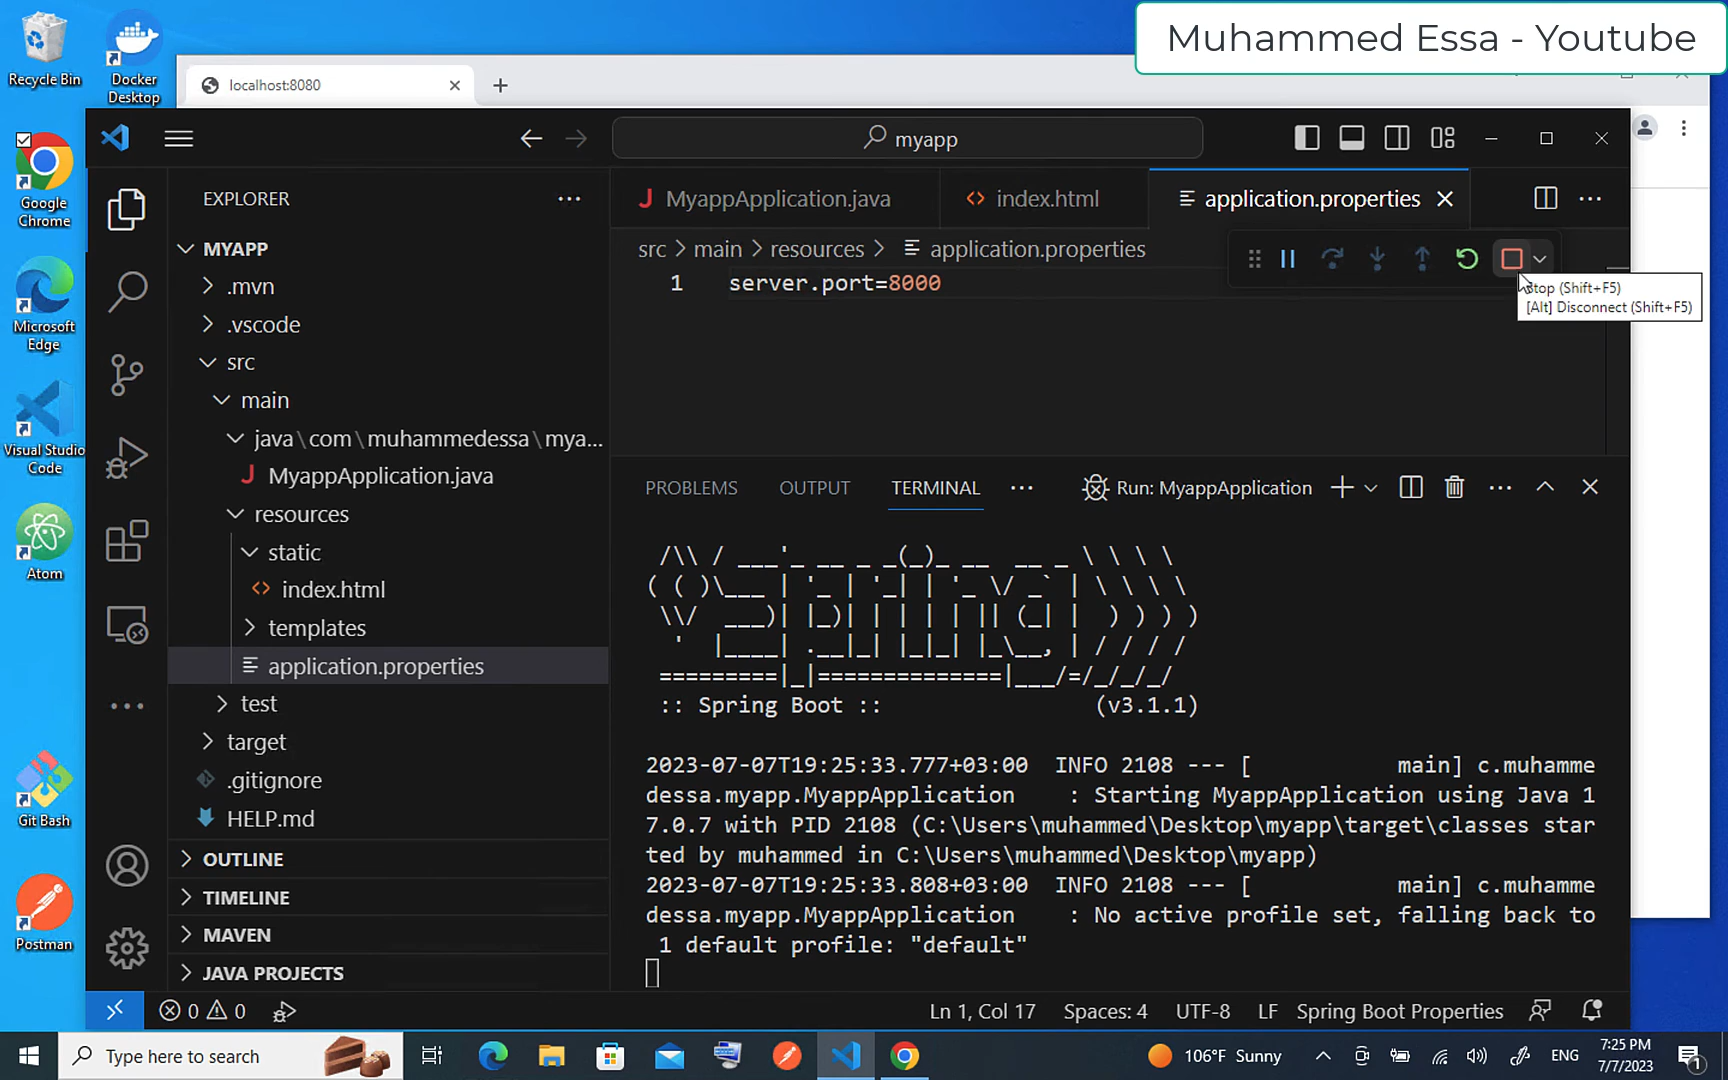 Muhammed Essa - Youtube
Recycle Bin
Docker
Desktop
localhost:8080
myapp
Google
Chrome
Microsoft
Edge
Visual Studio
Code
Atom
Git Bash
Postman
EXPLORER
MYAPP
.mvn
.vscode
src
main
java\com\muhammedessa\mya...
MyappApplication.java
resources
static
index.html
templates
application.properties
test
target
.gitignore
HELP.md
OUTLINE
TIMELINE
MAVEN
JAVA PROJECTS
MyappApplication.java
index.html
application.properties
src > main > resources > application.properties
1 server.port=8000
Stop (Shift+F5)
[Alt] Disconnect (Shift+F5)
PROBLEMS OUTPUT TERMINAL
Run: MyappApplication
:: Spring Boot :: (v3.1.1)
2023-07-07T19:25:33.777+03:00 INFO 2108 --- [ main] c.muhamme
dessa.myapp.MyappApplication : Starting MyappApplication using Java 1
7.0.7 with PID 2108 (C:\Users\muhammed\Desktop\myapp\target\classes star
ted by muhammed in C:\Users\muhammed\Desktop\myapp)
2023-07-07T19:25:33.808+03:00 INFO 2108 --- [ main] c.muhamme
dessa.myapp.MyappApplication : No active profile set, falling back to
1 default profile: "default"
0 0
Ln 1, Col 17 Spaces: 4 UTF-8 LF Spring Boot Properties
Type here to search
106°F Sunny
ENG
7:25 PM
7/7/2023
1